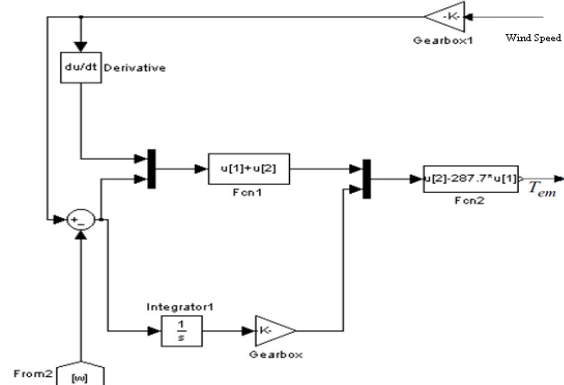 -K-
Gearbox1
Wind Speed
du/dt
Derivative
u[1]+u[2]
Fcn1
u[2]-287.7*u[1]
Fcn2
Tem
+
-
Integrator1
1
s
K-
Gearbox
From2
[w]